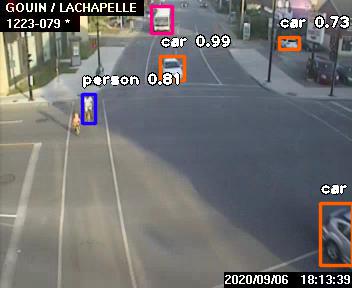 GOUIN / LACHAPELLE
1223-079 *
car 0.73
car 0.99
person 0.81
car
2020/09/06 18:13:39